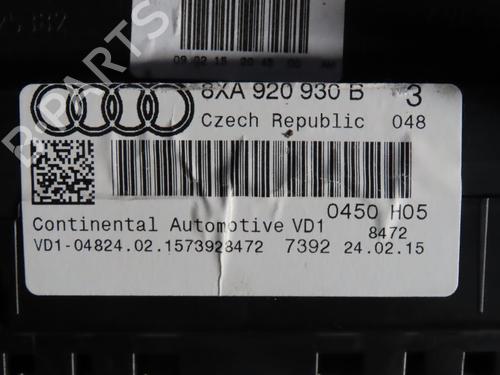 8XA 920 930 B 3
Czech Republic 048
0450 H05
Continental Automotive VD1 8472
VD1-04824.02.1573928472 7392 24.02.15
B-PARTS